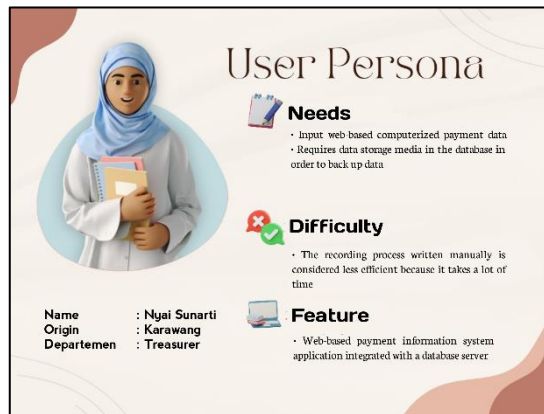 User Persona
Needs
• Input web-based computerized payment data
• Requires data storage media in the database in
order to back up data
Difficulty
• The recording process written manually is
considered less efficient because it takes a lot of
time
Feature
• Web-based payment information system
application integrated with a database server
Name : Nyai Sunarti
Origin : Karawang
Departemen : Treasurer